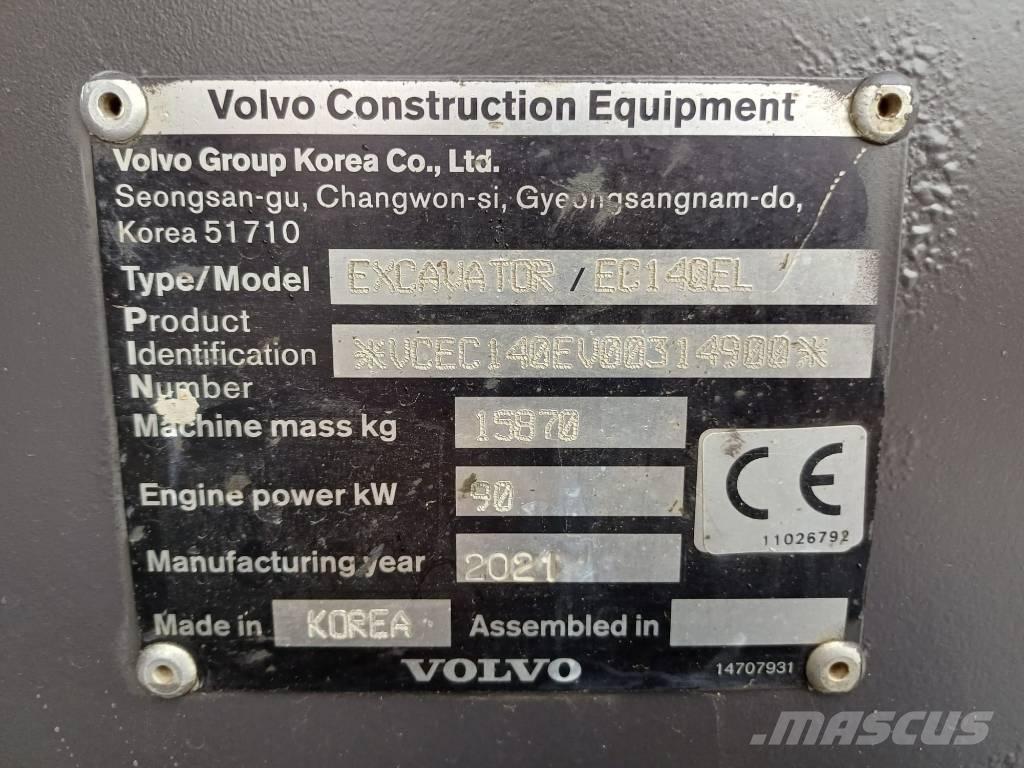 Volvo Construction Equipment
Volvo Group Korea Co., Ltd.
Seongsan-gu, Changwon-si, Gyeongsangnam-do,
Korea 51710
Type/Model EXCAVATOR / EC140EL
Product
Identification *VCEC140EV00314900*
Number
Machine mass kg 15870
Engine power kW 90
CE
11026792
Manufacturing year 2021
Made in KOREA Assembled in
VOLVO 14707931
MASCUS